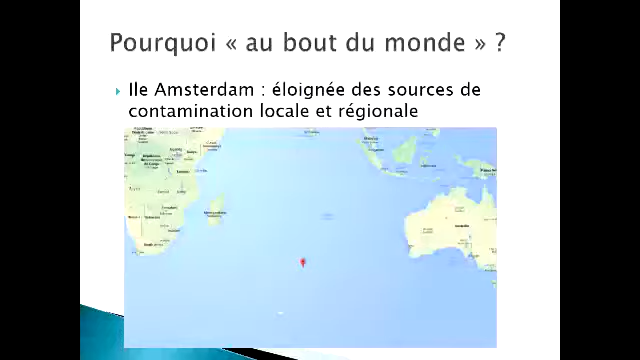 Pourquoi « au bout du monde » ?
Ile Amsterdam : éloignée des sources de
contamination locale et régionale